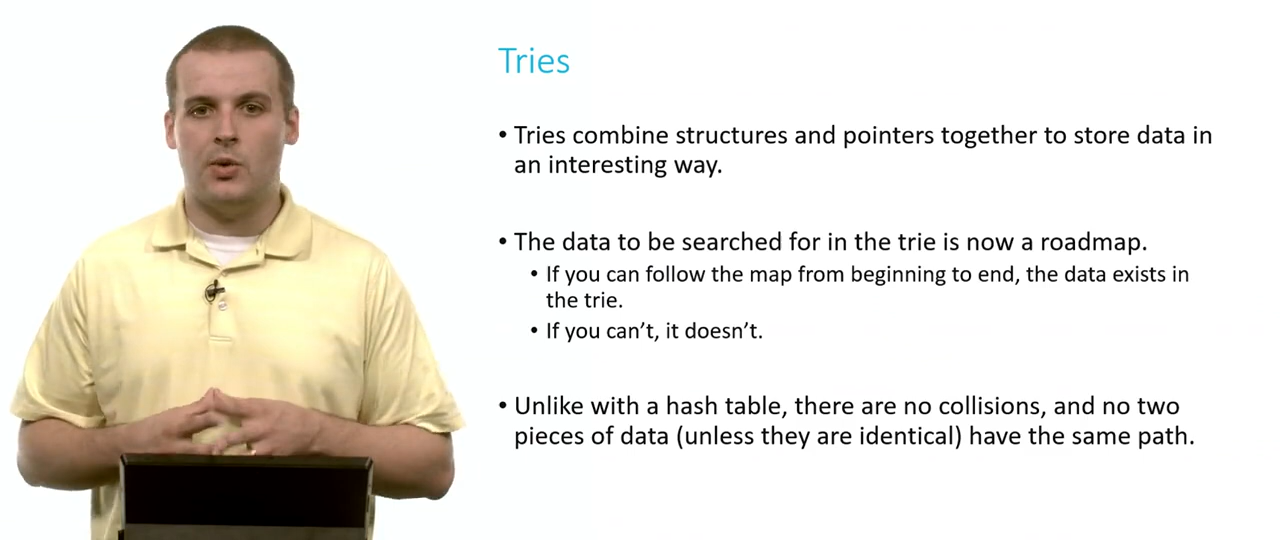 Tries
• Tries combine structures and pointers together to store data in
an interesting way.
• The data to be searched for in the trie is now a roadmap.
• If you can follow the map from beginning to end, the data exists in
the trie.
• If you can’t, it doesn’t.
• Unlike with a hash table, there are no collisions, and no two
pieces of data (unless they are identical) have the same path.